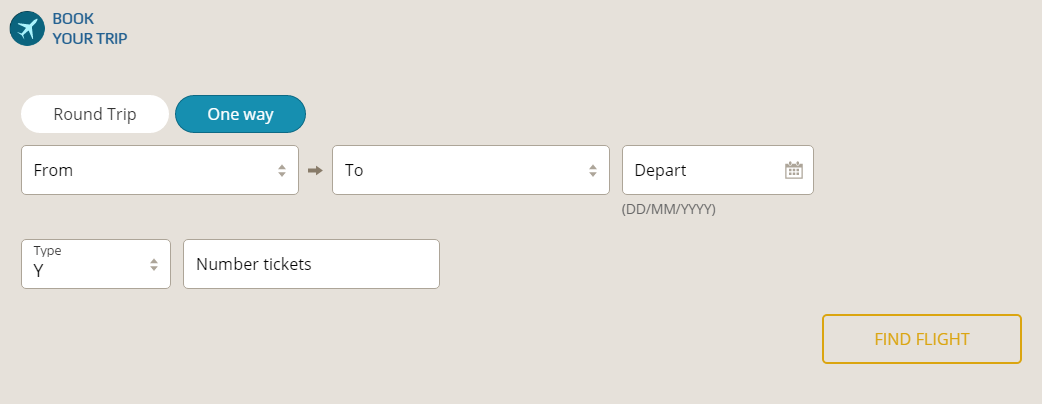 BOOK
YOUR TRIP
Round Trip
One way
From
To
Depart
(DD/MM/YYYY)
Type
Y
Number tickets
FIND FLIGHT